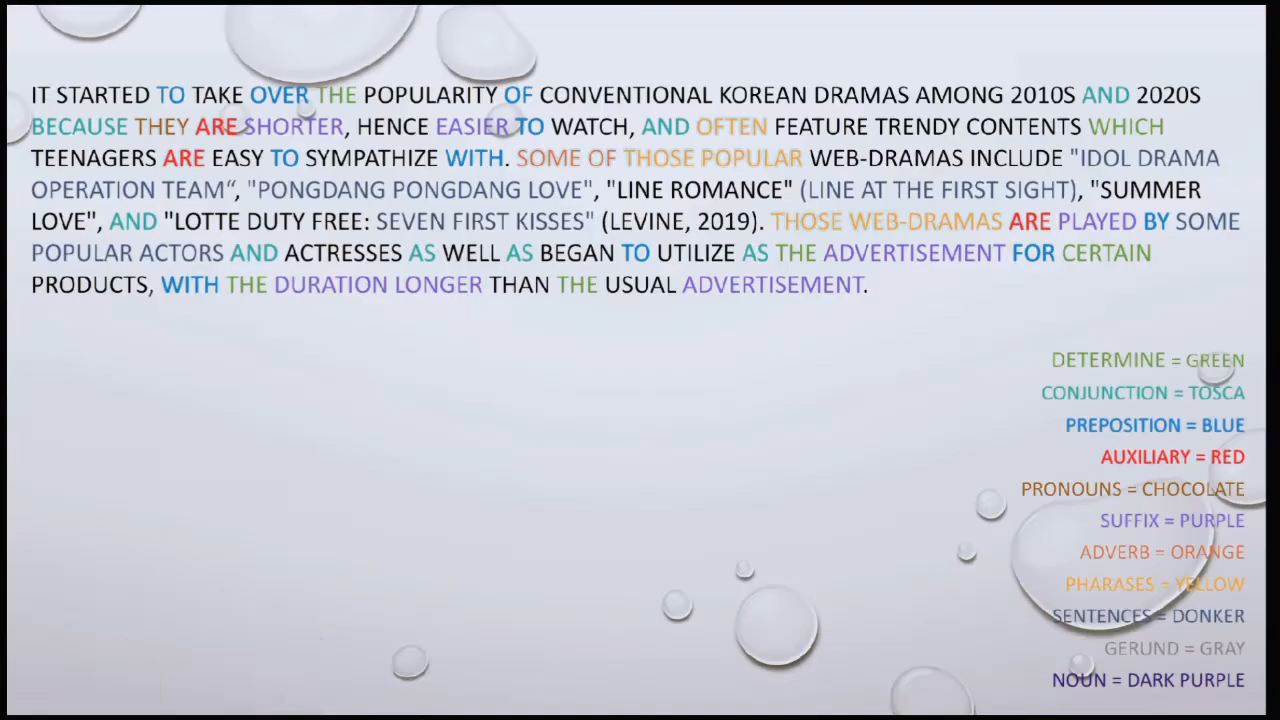 IT STARTED TO TAKE OVER THE POPULARITY OF CONVENTIONAL KOREAN DRAMAS AMONG 2010S AND 2020S
BECAUSE THEY ARE SHORTER, HENCE EASIER TO WATCH, AND OFTEN FEATURE TRENDY CONTENTS WHICH
TEENAGERS ARE EASY TO SYMPATHIZE WITH. SOME OF THOSE POPULAR WEB-DRAMAS INCLUDE "IDOL DRAMA
OPERATION TEAM“, "PONGDANG PONGDANG LOVE", "LINE ROMANCE" (LINE AT THE FIRST SIGHT), "SUMMER
LOVE", AND "LOTTE DUTY FREE: SEVEN FIRST KISSES" (LEVINE, 2019). THOSE WEB-DRAMAS ARE PLAYED BY SOME
POPULAR ACTORS AND ACTRESSES AS WELL AS BEGAN TO UTILIZE AS THE ADVERTISEMENT FOR CERTAIN
PRODUCTS, WITH THE DURATION LONGER THAN THE USUAL ADVERTISEMENT.
DETERMINE = GREEN
CONJUNCTION = TOSCA
PREPOSITION = BLUE
AUXILIARY = RED
PRONOUNS = CHOCOLATE
SUFFIX = PURPLE
ADVERB = ORANGE
PHARASES = YELLOW
SENTENCES = DONKER
GERUND = GRAY
NOUN = DARK PURPLE